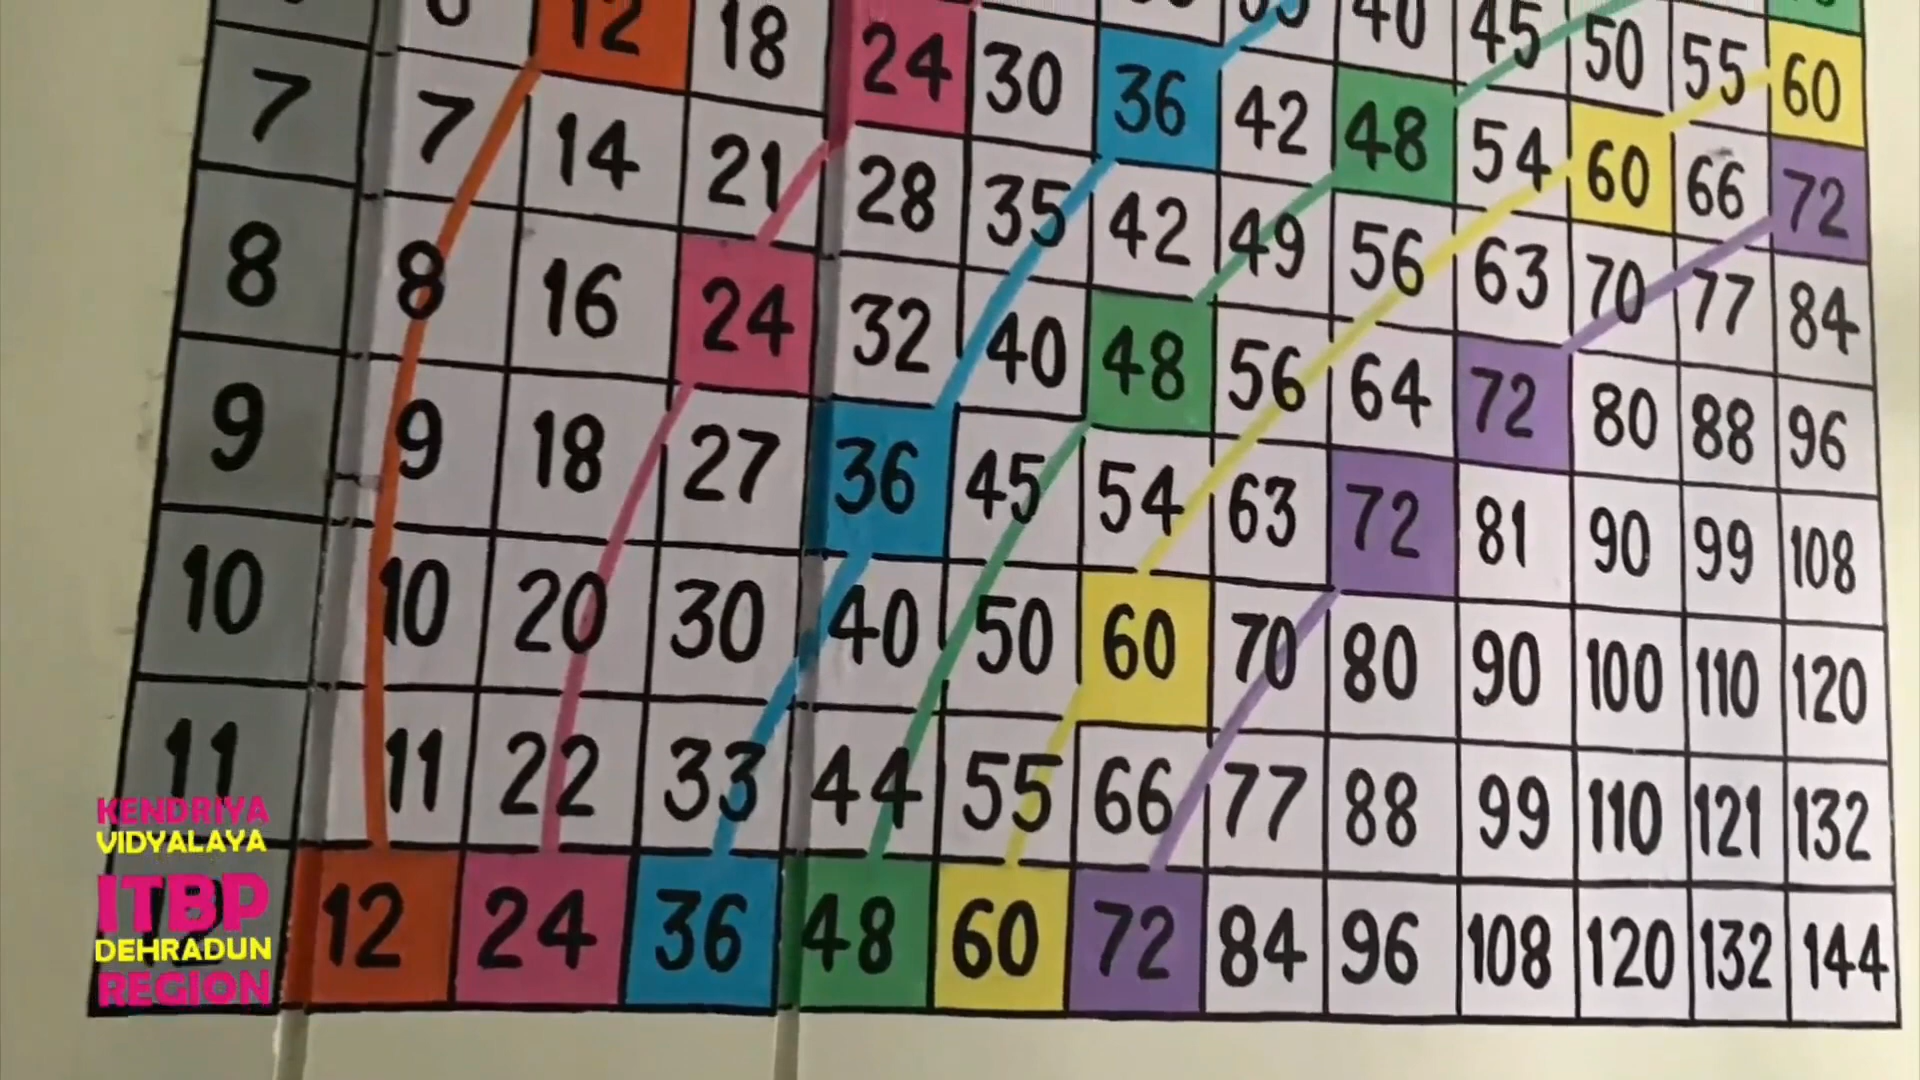 6 12 18 24 30 36 42 48 54 60 66 72
7 7 14 21 28 35 42 49 56 63 70 77 84
8 8 16 24 32 40 48 56 64 72 80 88 96
9 9 18 27 36 45 54 63 72 81 90 99 108
10 10 20 30 40 50 60 70 80 90 100 110 120
11 11 22 33 44 55 66 77 88 99 110 121 132
12 24 36 48 60 72 84 96 108 120 132 144
40 45 50 55 60
KENDRIYA
VIDYALAYA
ITBP
DEHRADUN
REGION